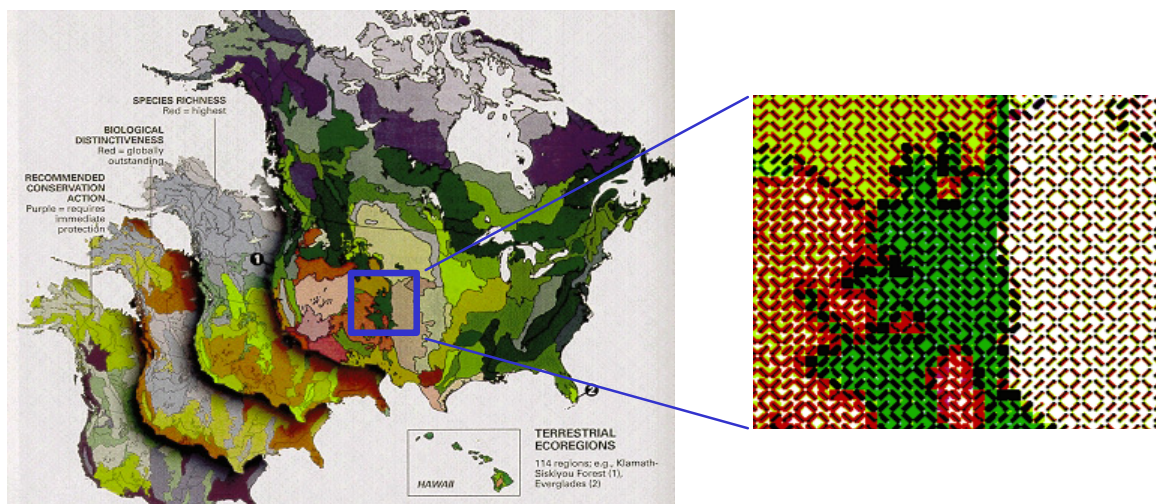 SPECIES RICHNESS
Red = highest
BIOLOGICAL
DISTINCTIVENESS
Red = globally
outstanding
RECOMMENDED
CONSERVATION
ACTION
Purple = requires
immediate
protection
1
2
HAWAII
TERRESTRIAL
ECOREGIONS
114 regions; e.g., Klamath-
Siskiyou Forest (1),
Everglades (2)